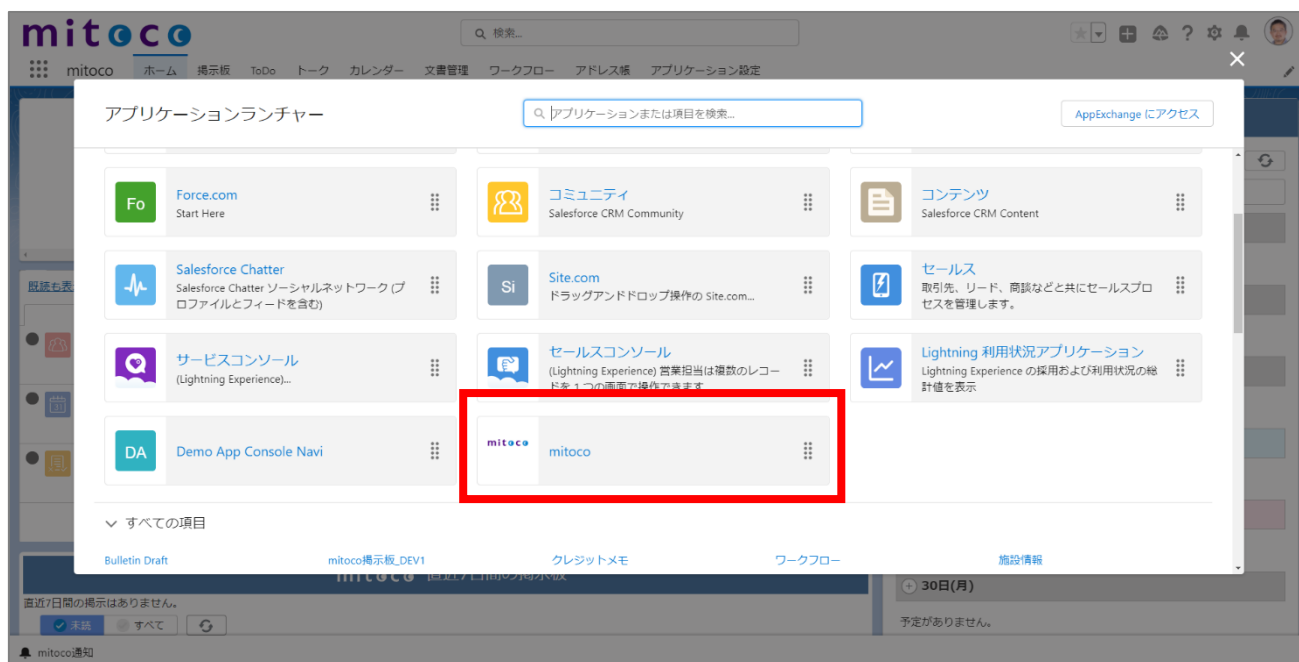 mitoco
検索...
mitoco ホーム 掲示板 ToDo トーク カレンダー 文書管理 ワークフロー アドレス帳 アプリケーション設定
アプリケーションランチャー
アプリケーションまたは項目を検索...
AppExchange にアクセス
Fo
Force.com
Start Here
コミュニティ
Salesforce CRM Community
コンテンツ
Salesforce CRM Content
Salesforce Chatter
Salesforce Chatter ソーシャルネットワーク (プ
ロファイルとフィードを含む)
Si
Site.com
ドラッグアンドドロップ操作の Site.com...
セールス
取引先、リード、商談などと共にセールスプロ
セスを管理します。
既読も表
サービスコンソール
(Lightning Experience)...
セールスコンソール
(Lightning Experience) 営業担当は複数のレコー
ドを 1 つの画面で操作できます
Lightning 利用状況アプリケーション
Lightning Experience の採用および利用状況の総
計値を表示
DA
Demo App Console Navi
mitoco
mitoco
すべての項目
Bulletin Draft
mitoco掲示板_DEV1
クレジットメモ
ワークフロー
施設情報
mitoco 直近7日間の掲示板
直近7日間の掲示はありません。
未読 すべて
30日(月)
予定がありません。
mitoco通知